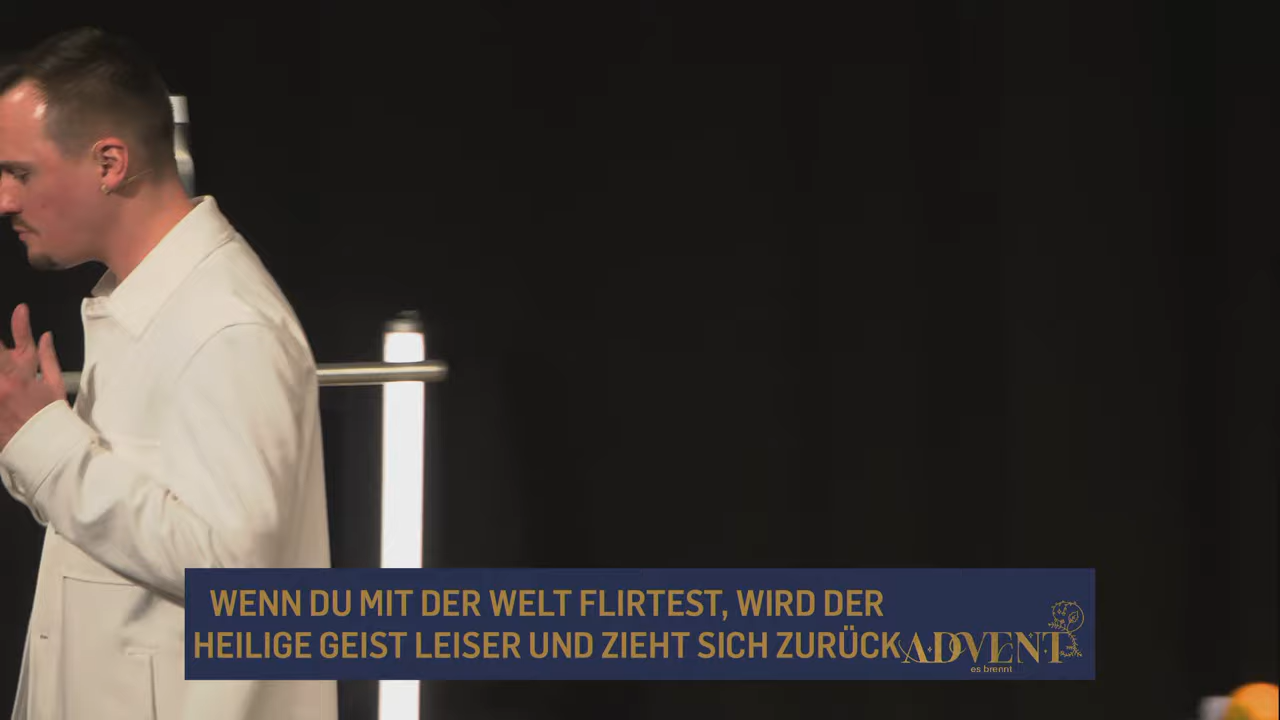 WENN DU MIT DER WELT FLIRTEST, WIRD DER
HEILIGE GEIST LEISER UND ZIEHT SICH ZURÜCK
ADVENT
es brennt